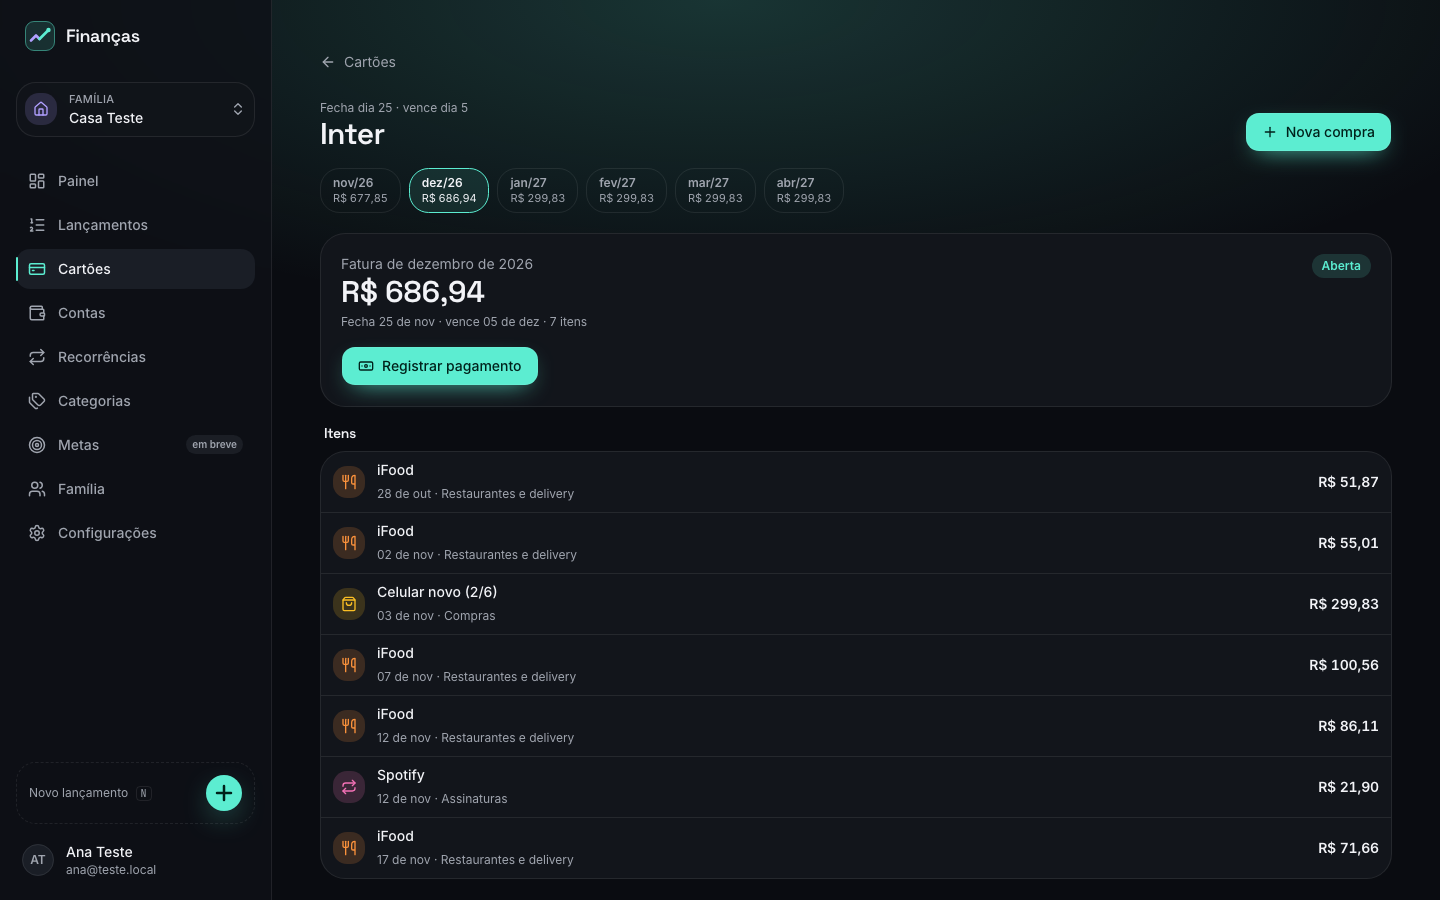 Finanças
FAMÍLIA
Casa Teste
Painel
Lançamentos
Cartões
Contas
Recorrências
Categorias
Metas em breve
Família
Configurações
Novo lançamento N
AT
Ana Teste
ana@teste.local
Cartões
Fecha dia 25 · vence dia 5
Inter
Nova compra
nov/26
R$ 677,85
dez/26
R$ 686,94
jan/27
R$ 299,83
fev/27
R$ 299,83
mar/27
R$ 299,83
abr/27
R$ 299,83
Fatura de dezembro de 2026
Aberta
R$ 686,94
Fecha 25 de nov · vence 05 de dez · 7 itens
Registrar pagamento
Itens
iFood
28 de out · Restaurantes e delivery
R$ 51,87
iFood
02 de nov · Restaurantes e delivery
R$ 55,01
Celular novo (2/6)
03 de nov · Compras
R$ 299,83
iFood
07 de nov · Restaurantes e delivery
R$ 100,56
iFood
12 de nov · Restaurantes e delivery
R$ 86,11
Spotify
12 de nov · Assinaturas
R$ 21,90
iFood
17 de nov · Restaurantes e delivery
R$ 71,66